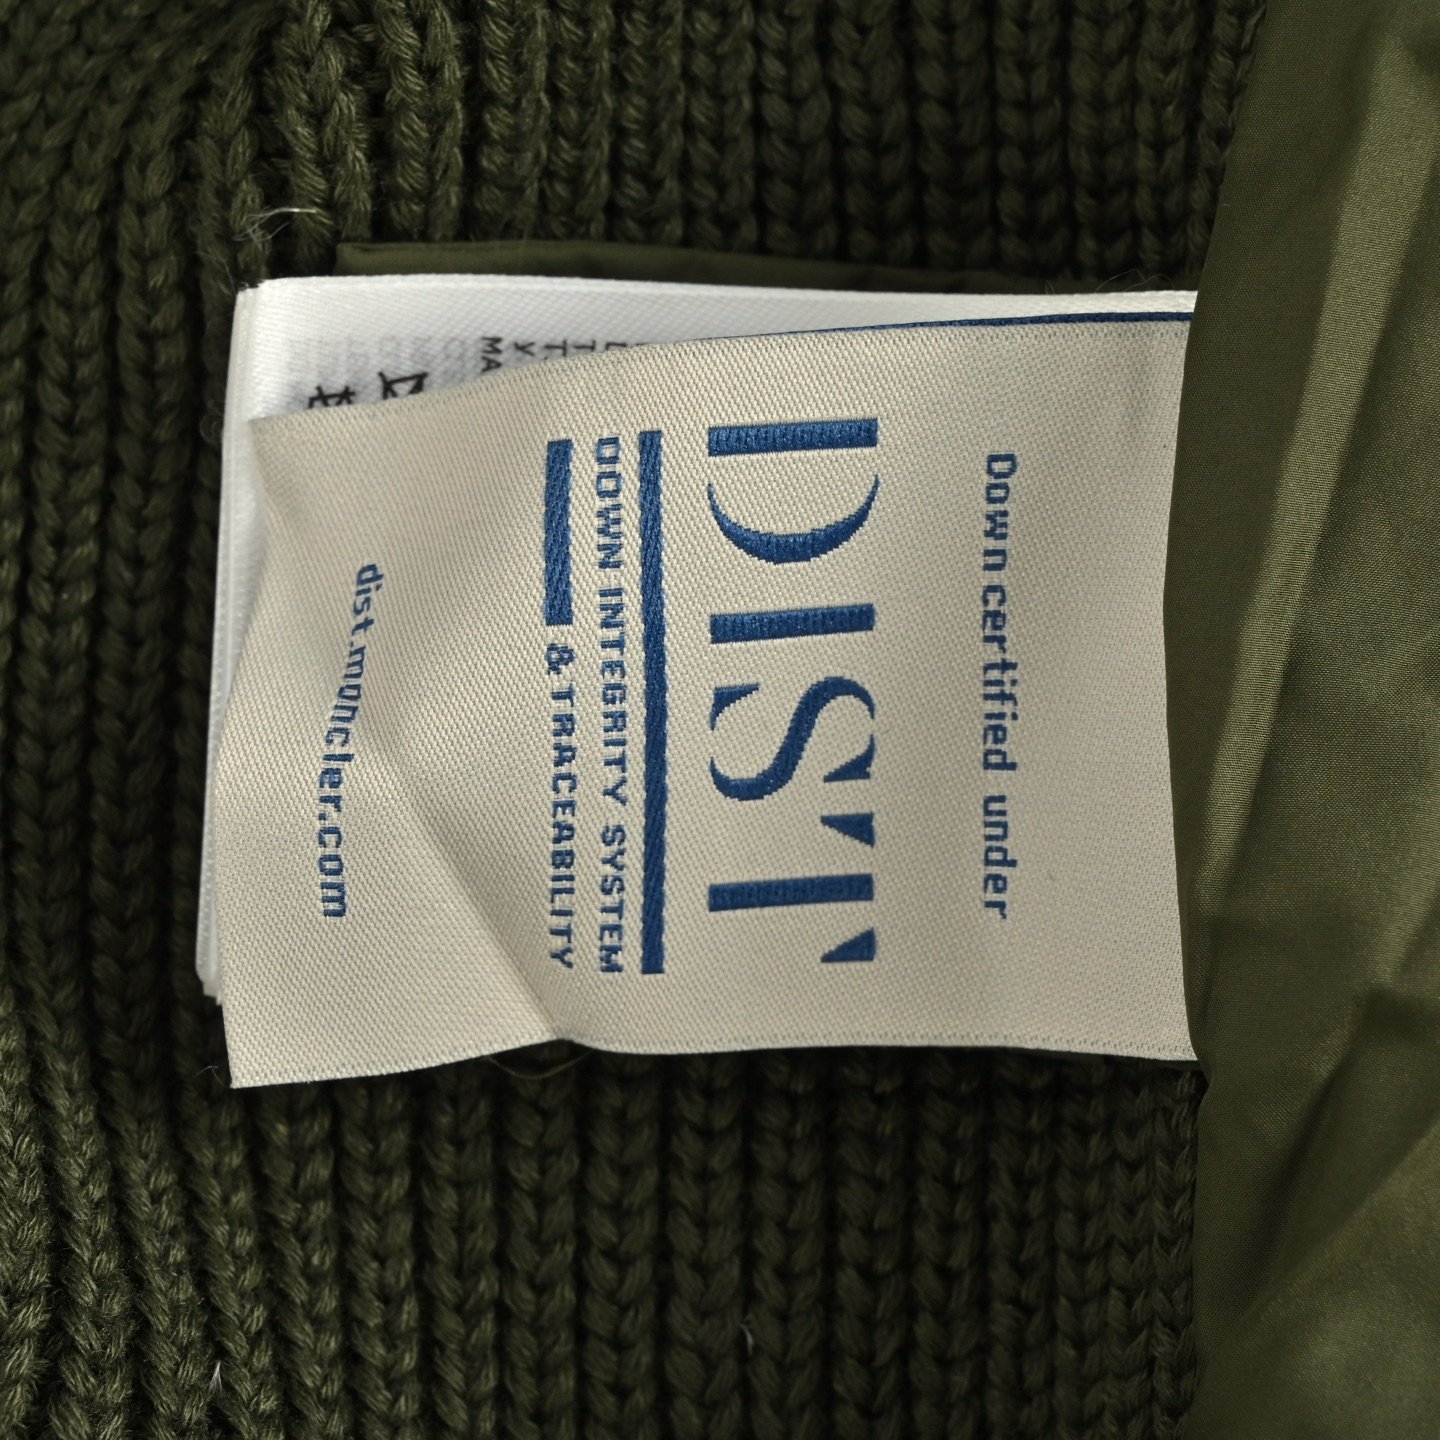 Down certified under
DIST
DOWN INTEGRITY SYSTEM
& TRACEABILITY
dist.moncler.com